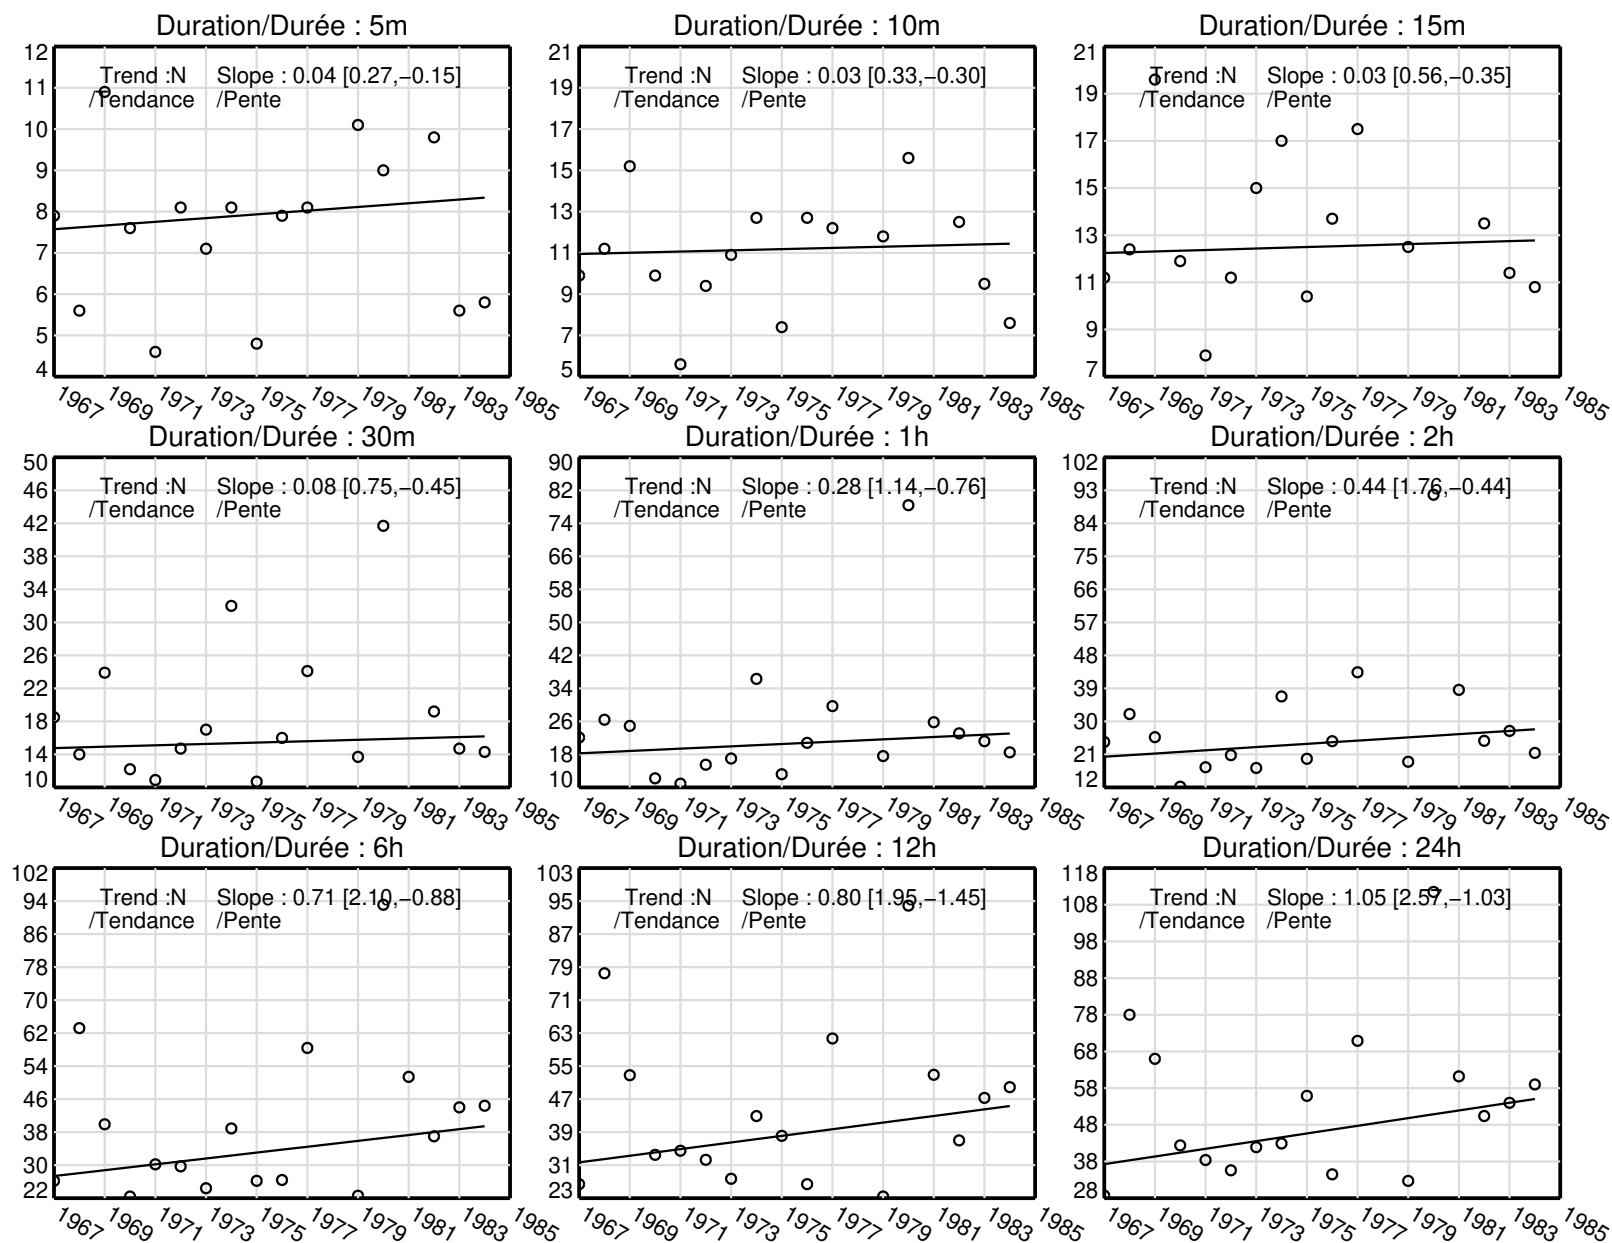 Duration/Durée : 5m
12
11
10
9
8
7
6
5
4
Trend :N Slope : 0.04 [0.27,−0.15]
/Tendance /Pente
1967 1969 1971 1973 1975 1977 1979 1981 1983 1985
Duration/Durée : 10m
21
19
17
15
13
11
9
7
5
Trend :N Slope : 0.03 [0.33,−0.30]
/Tendance /Pente
1967 1969 1971 1973 1975 1977 1979 1981 1983 1985
Duration/Durée : 15m
21
19
17
15
13
11
9
7
Trend :N Slope : 0.03 [0.56,−0.35]
/Tendance /Pente
1967 1969 1971 1973 1975 1977 1979 1981 1983 1985
Duration/Durée : 30m
50
46
42
38
34
30
26
22
18
14
10
Trend :N Slope : 0.08 [0.75,−0.45]
/Tendance /Pente
1967 1969 1971 1973 1975 1977 1979 1981 1983 1985
Duration/Durée : 1h
90
82
74
66
58
50
42
34
26
18
10
Trend :N Slope : 0.28 [1.14,−0.76]
/Tendance /Pente
1967 1969 1971 1973 1975 1977 1979 1981 1983 1985
Duration/Durée : 2h
102
93
84
75
66
57
48
39
30
21
12
Trend :N Slope : 0.44 [1.76,−0.44]
/Tendance /Pente
1967 1969 1971 1973 1975 1977 1979 1981 1983 1985
Duration/Durée : 6h
102
94
86
78
70
62
54
46
38
30
22
Trend :N Slope : 0.71 [2.10,−0.88]
/Tendance /Pente
1967 1969 1971 1973 1975 1977 1979 1981 1983 1985
Duration/Durée : 12h
103
95
87
79
71
63
55
47
39
31
23
Trend :N Slope : 0.80 [1.95,−1.45]
/Tendance /Pente
1967 1969 1971 1973 1975 1977 1979 1981 1983 1985
Duration/Durée : 24h
118
108
98
88
78
68
58
48
38
28
Trend :N Slope : 1.05 [2.57,−1.03]
/Tendance /Pente
1967 1969 1971 1973 1975 1977 1979 1981 1983 1985